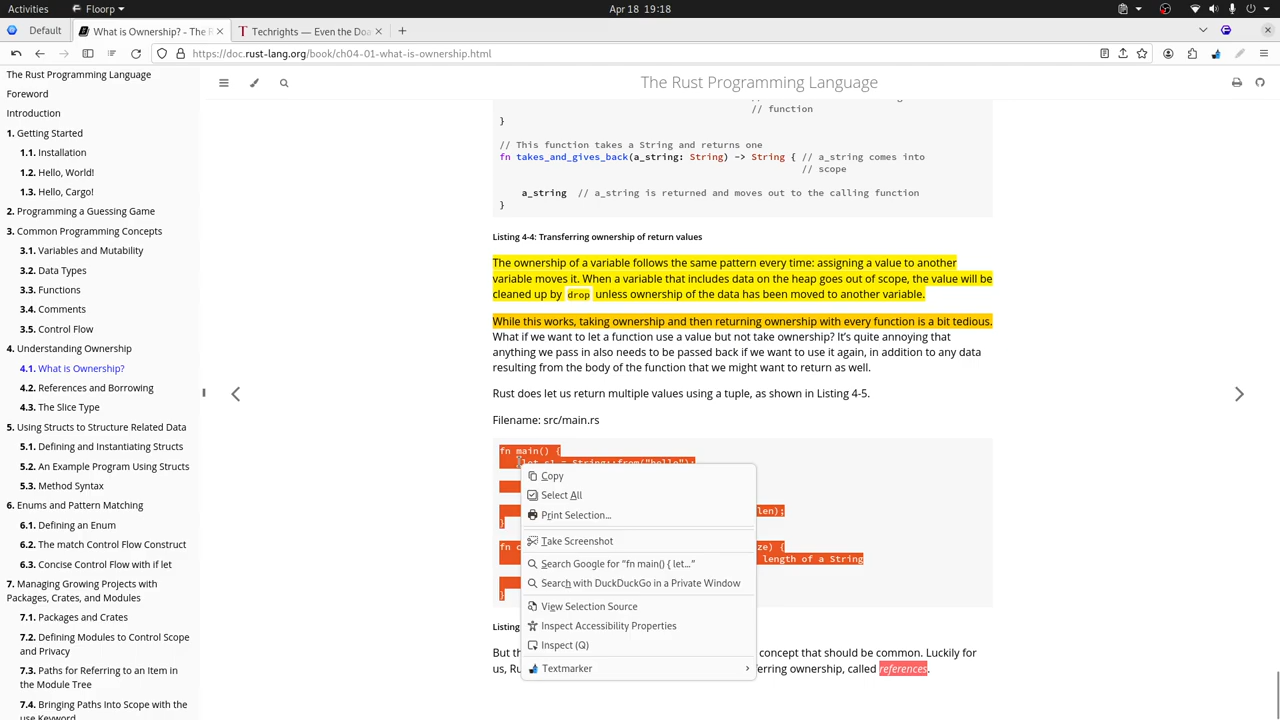 Activities
Floorp
Apr 18 19:18
Default
What is Ownership? - The R
Techrights — Even the Doa
https://doc.rust-lang.org/book/ch04-01-what-is-ownership.html
The Rust Programming Language
Foreword
Introduction
1. Getting Started
1.1. Installation
1.2. Hello, World!
1.3. Hello, Cargo!
2. Programming a Guessing Game
3. Common Programming Concepts
3.1. Variables and Mutability
3.2. Data Types
3.3. Functions
3.4. Comments
3.5. Control Flow
4. Understanding Ownership
4.1. What is Ownership?
4.2. References and Borrowing
4.3. The Slice Type
5. Using Structs to Structure Related Data
5.1. Defining and Instantiating Structs
5.2. An Example Program Using Structs
5.3. Method Syntax
6. Enums and Pattern Matching
6.1. Defining an Enum
6.2. The match Control Flow Construct
6.3. Concise Control Flow with if let
7. Managing Growing Projects with
Packages, Crates, and Modules
7.1. Packages and Crates
7.2. Defining Modules to Control Scope
and Privacy
7.3. Paths for Referring to an Item in
the Module Tree
7.4. Bringing Paths Into Scope with the
use Keyword
The Rust Programming Language
// function
}
// This function takes a String and returns one
fn takes_and_gives_back(a_string: String) -> String { // a_string comes into
// scope
a_string // a_string is returned and moves out to the calling function
}
Listing 4-4: Transferring ownership of return values
The ownership of a variable follows the same pattern every time: assigning a value to another
variable moves it. When a variable that includes data on the heap goes out of scope, the value will be
cleaned up by drop unless ownership of the data has been moved to another variable.
While this works, taking ownership and then returning ownership with every function is a bit tedious.
What if we want to let a function use a value but not take ownership? It's quite annoying that
anything we pass in also needs to be passed back if we want to use it again, in addition to any data
resulting from the body of the function that we might want to return as well.
Rust does let us return multiple values using a tuple, as shown in Listing 4-5.
Filename: src/main.rs
fn main() {
let s1 = String::from("hello");
len);
}
fn c
ze) {
length of a String
}
Listing
But th
concept that should be common. Luckily for
us, Ru
ferring ownership, called references.
Copy
Select All
Print Selection...
Take Screenshot
Search Google for "fn main() { let..."
Search with DuckDuckGo in a Private Window
View Selection Source
Inspect Accessibility Properties
Inspect (Q)
Textmarker